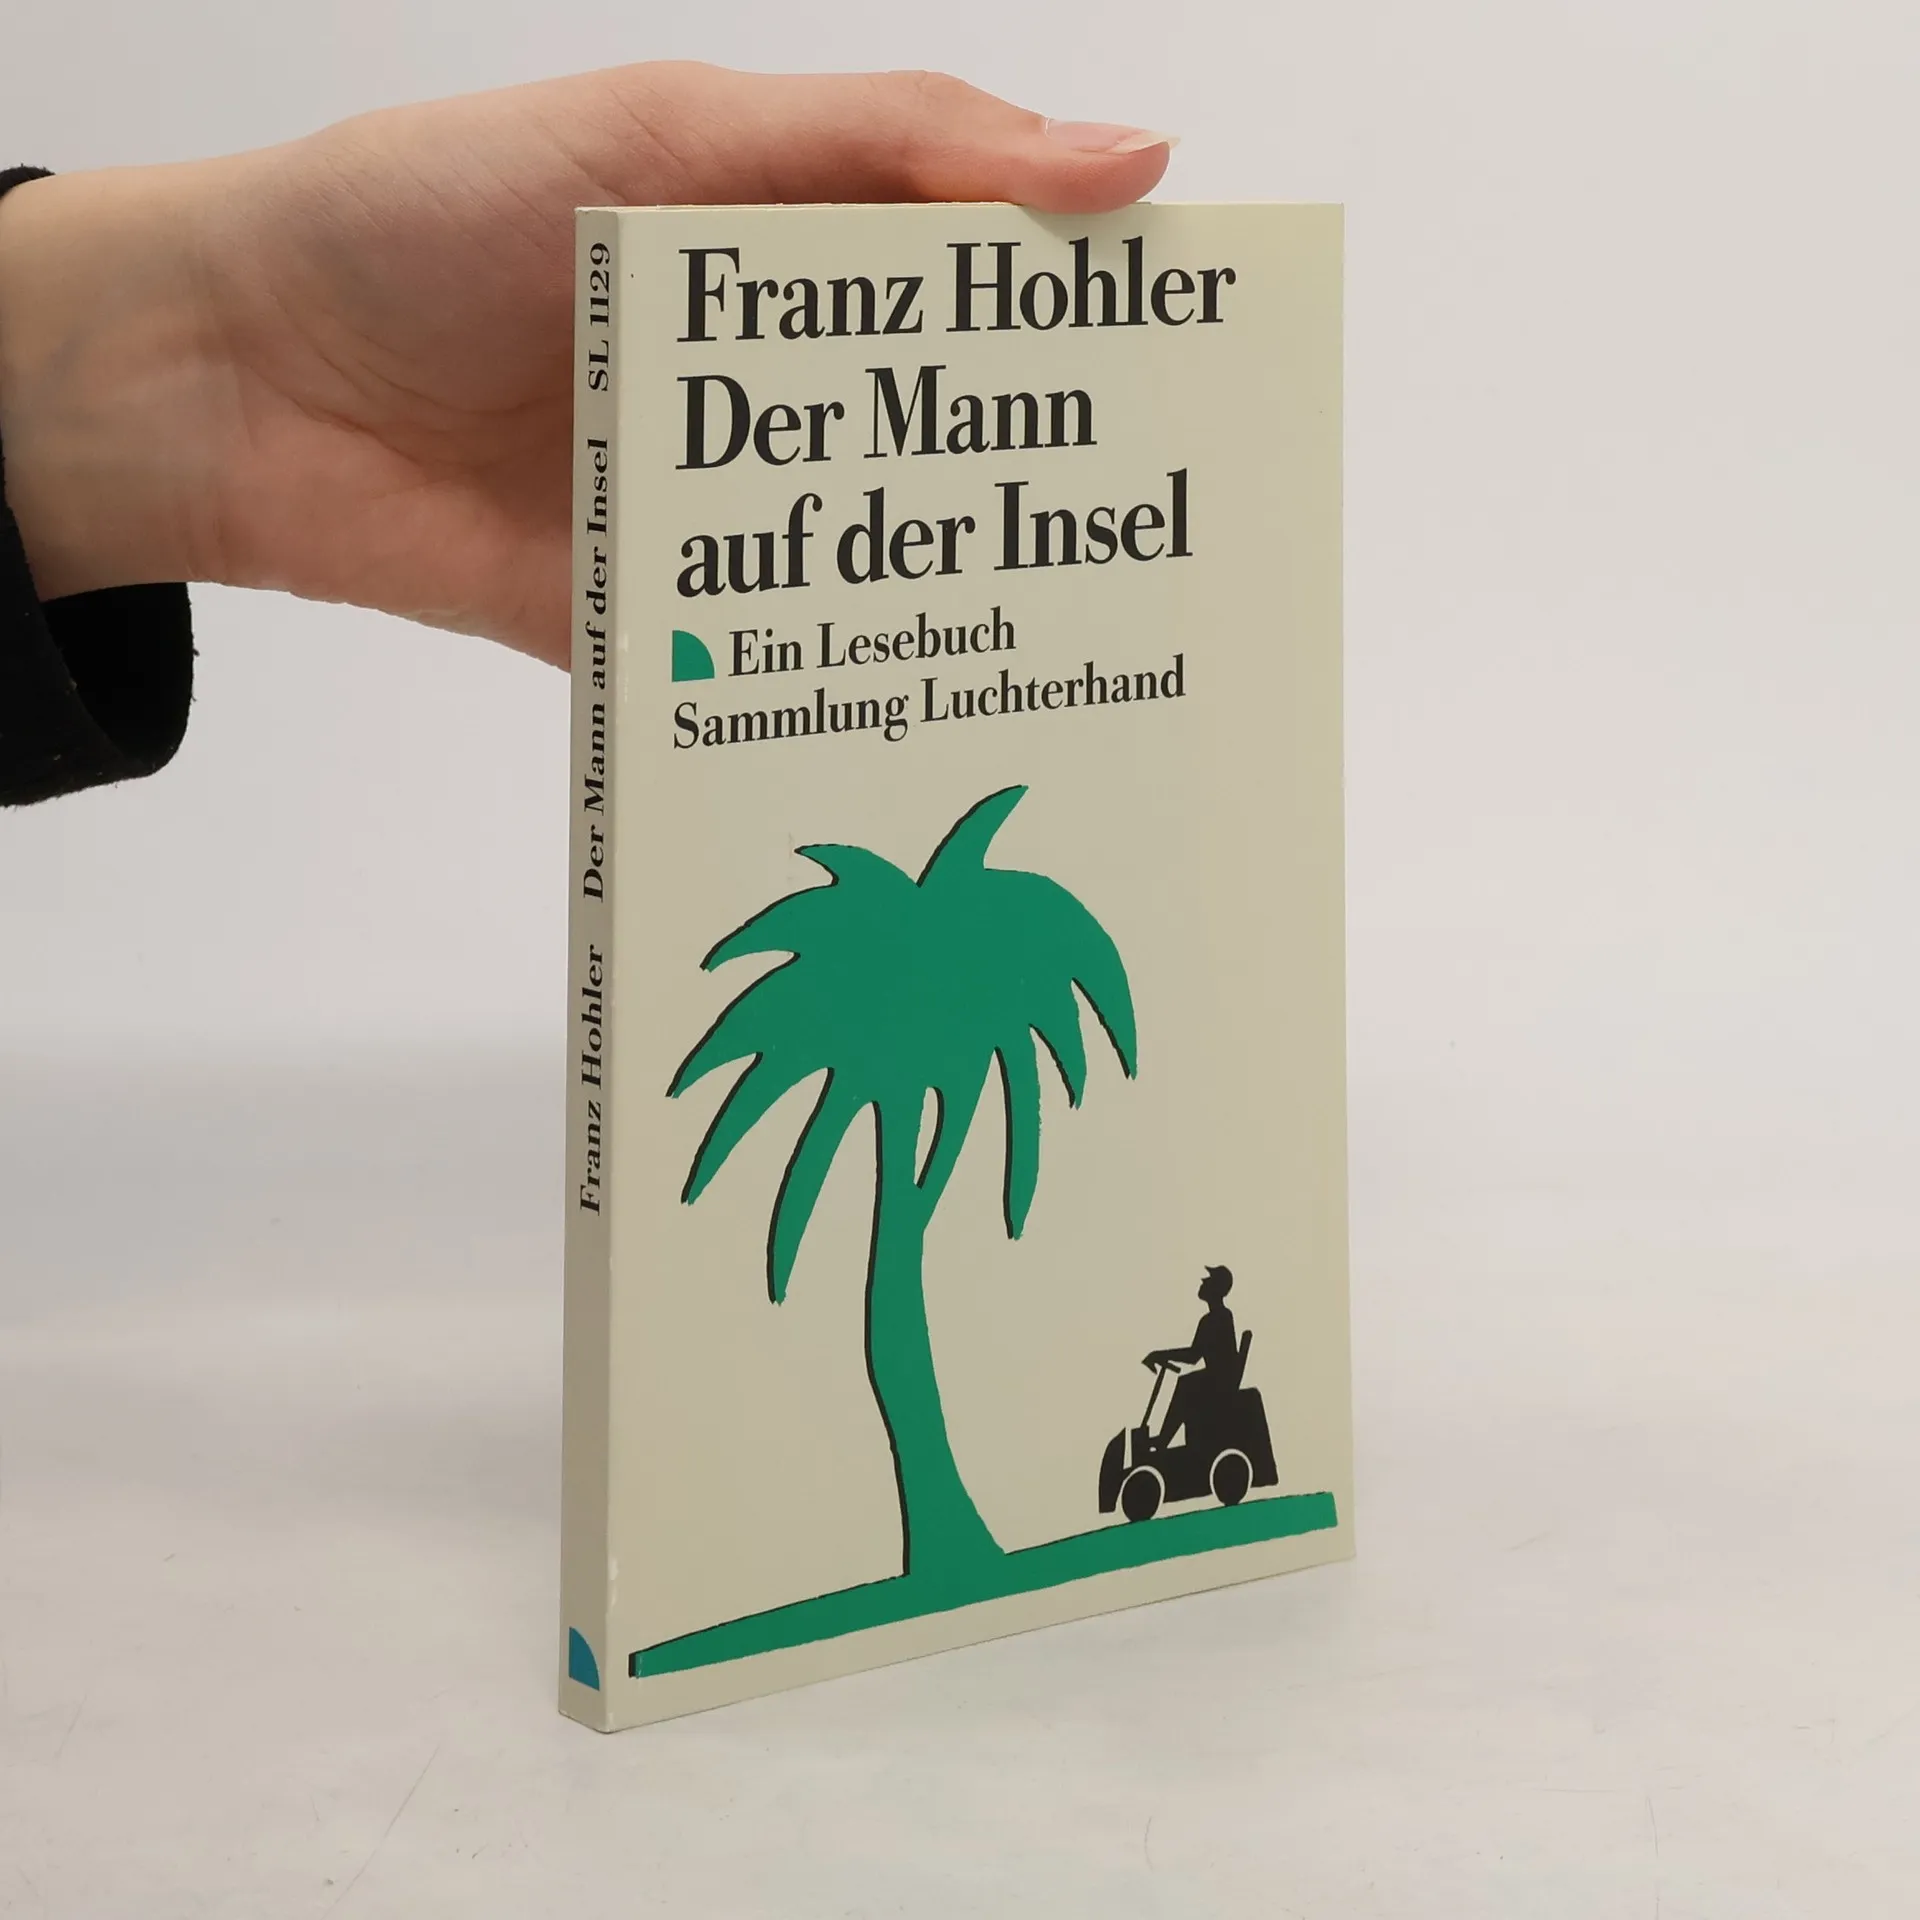 Franz Hohler
Der Mann
auf der Insel
Ein Lesebuch
Sammlung Luchterhand
Franz Hohler Der Mann auf der Insel SL 1129